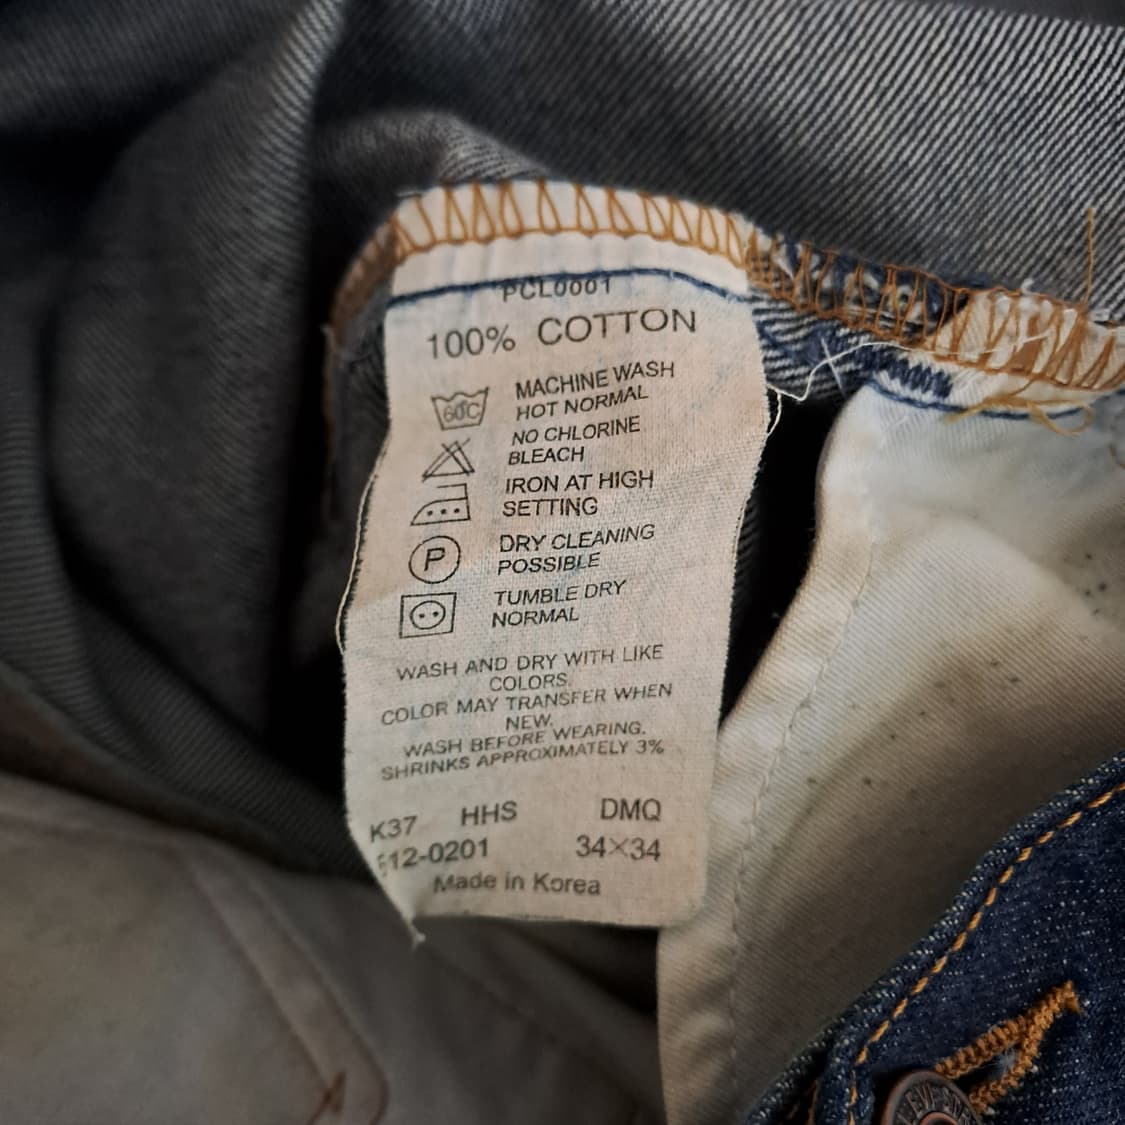 PCL0001
100% COTTON
60C
MACHINE WASH
HOT NORMAL
NO CHLORINE
BLEACH
IRON AT HIGH
SETTING
P
DRY CLEANING
POSSIBLE
TUMBLE DRY
NORMAL
WASH AND DRY WITH LIKE
COLORS.
COLOR MAY TRANSFER WHEN
NEW.
WASH BEFORE WEARING.
SHRINKS APPROXIMATELY 3%
K37 HHS DMQ
512-0201 34×34
Made in Korea